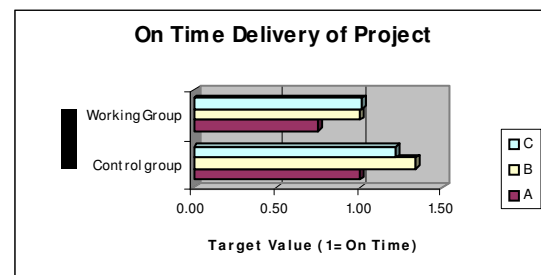 On Time Delivery of Project
Working Group
Control group
0.00 0.50 1.00 1.50
Target Value (1=On Time)
C
B
A